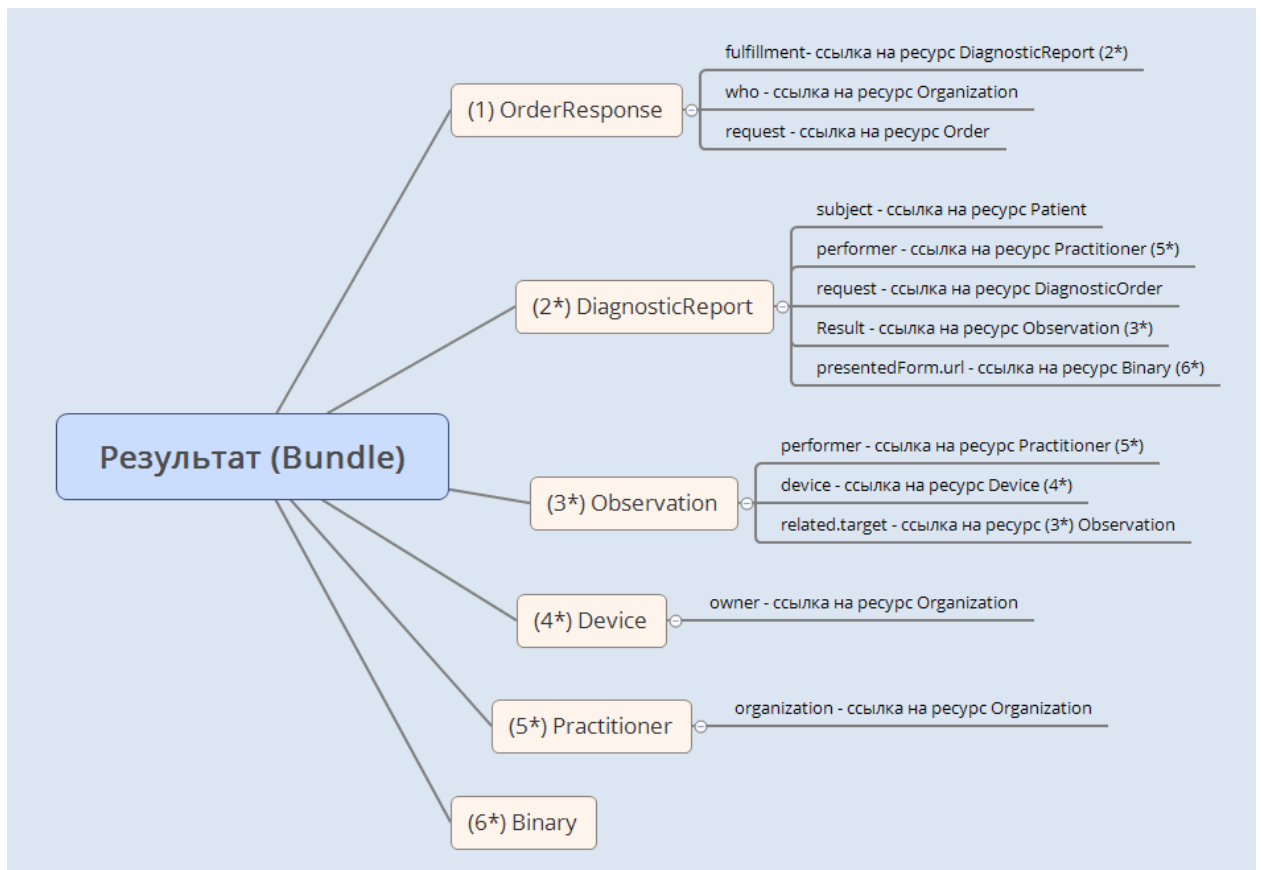 Результат (Bundle)
(1) OrderResponse
fulfillment- ссылка на ресурс DiagnosticReport (2*)
who - ссылка на ресурс Organization
request - ссылка на ресурс Order
(2*) DiagnosticReport
subject - ссылка на ресурс Patient
performer - ссылка на ресурс Practitioner (5*)
request - ссылка на ресурс DiagnosticOrder
Result - ссылка на ресурс Observation (3*)
presentedForm.url - ссылка на ресурс Binary (6*)
(3*) Observation
performer - ссылка на ресурс Practitioner (5*)
device - ссылка на ресурс Device (4*)
related.target - ссылка на ресурс (3*) Observation
(4*) Device
owner - ссылка на ресурс Organization
(5*) Practitioner
organization - ссылка на ресурс Organization
(6*) Binary